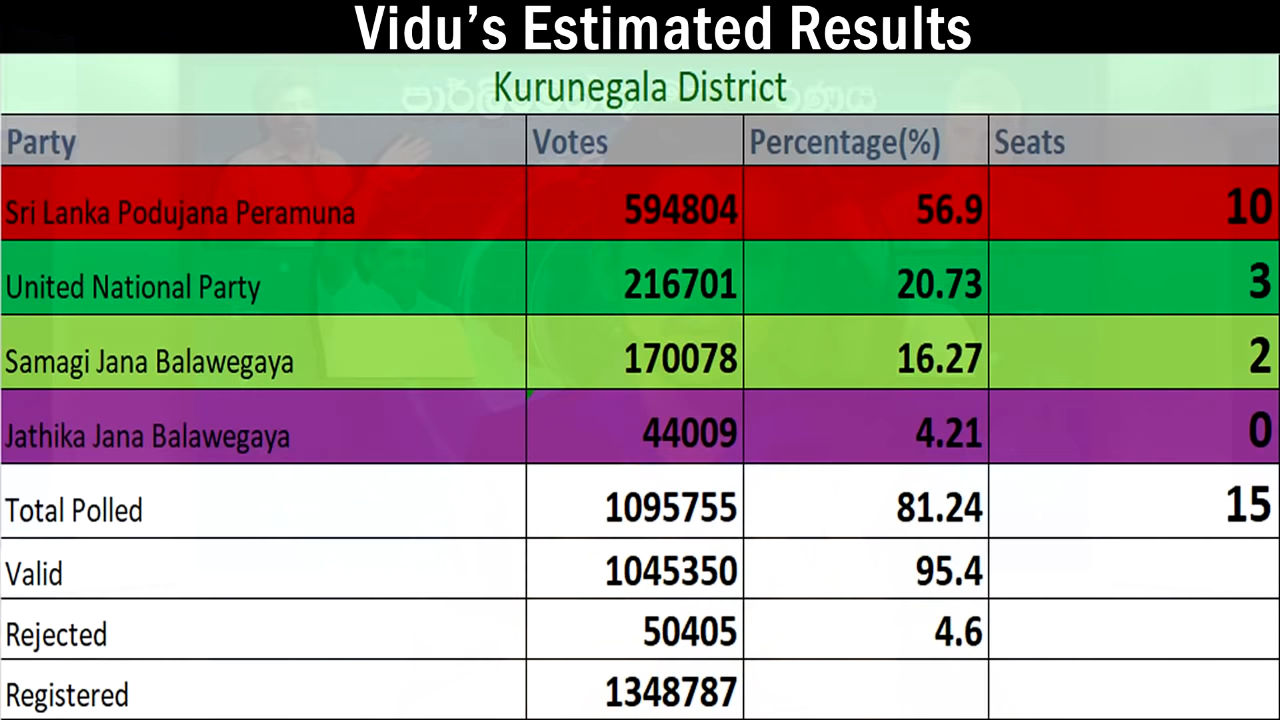 Vidu's Estimated Results
Kurunegala District
Party Votes Percentage(%) Seats
Sri Lanka Podujana Peramuna 594804 56.9 10
United National Party 216701 20.73 3
Samagi Jana Balawegaya 170078 16.27 2
Jathika Jana Balawegaya 44009 4.21 0
Total Polled 1095755 81.24 15
Valid 1045350 95.4
Rejected 50405 4.6
Registered 1348787